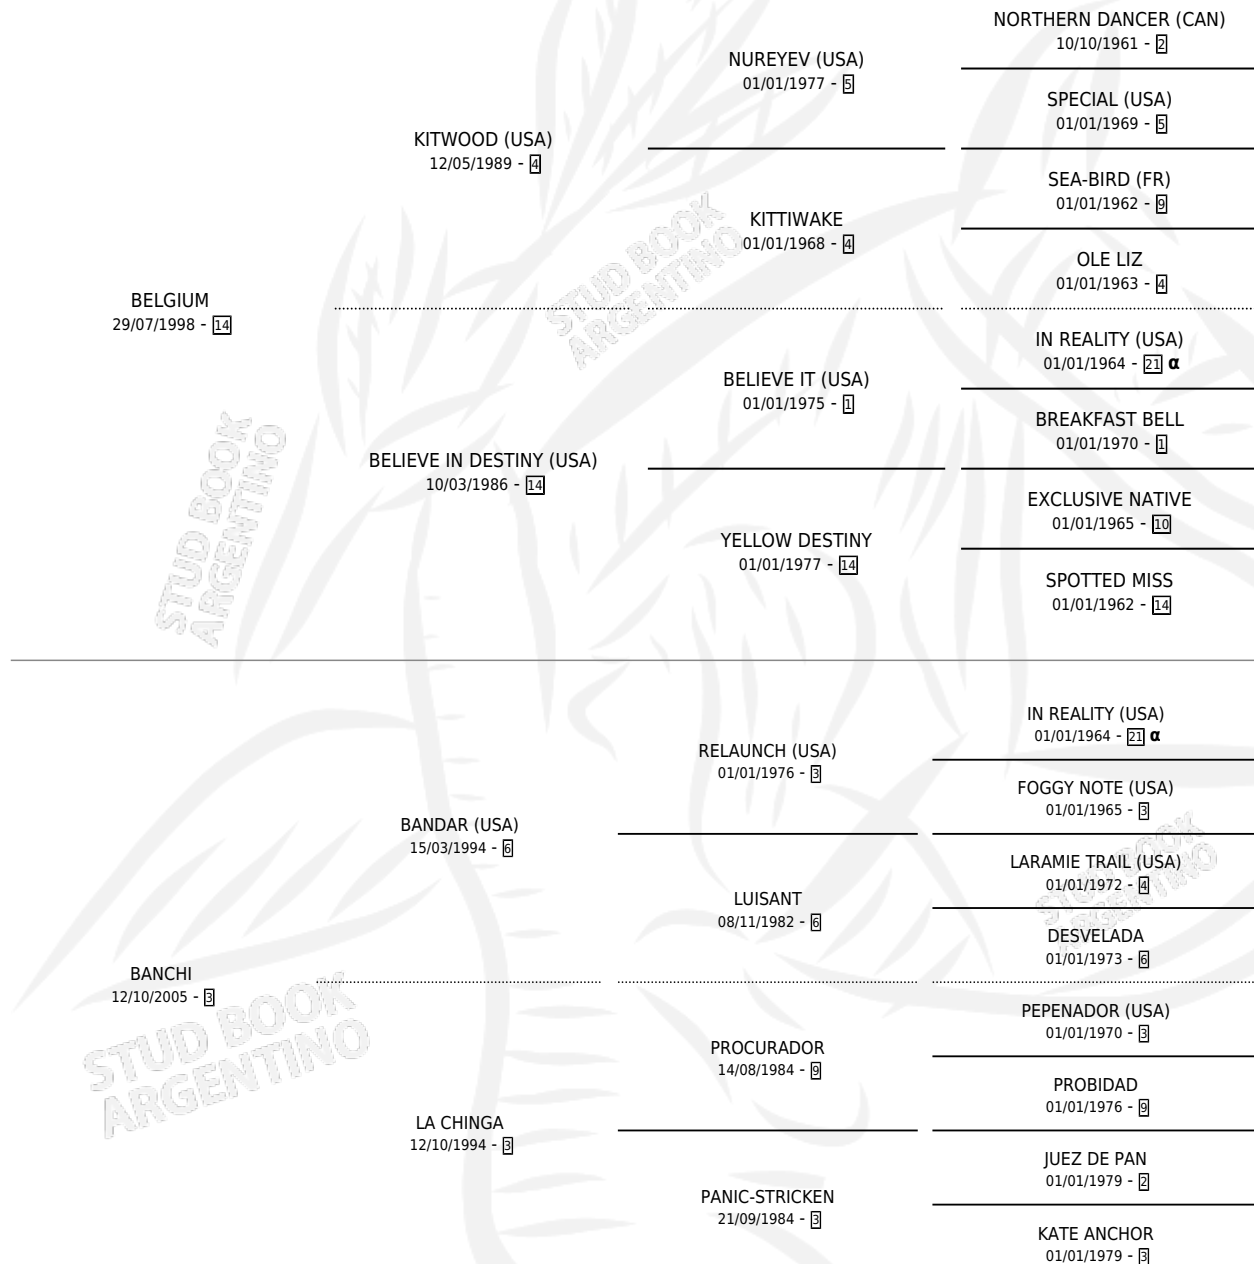 NORTHERN DANCER (CAN)
10/10/1961 - 2
NUREYEV (USA)
01/01/1977 - 5
SPECIAL (USA)
01/01/1969 - 5
KITWOOD (USA)
12/05/1989 - 4
SEA-BIRD (FR)
01/01/1962 - 9
KITTIWAKE
01/01/1968 - 4
OLE LIZ
01/01/1963 - 4
BELGIUM
29/07/1998 - 14
IN REALITY (USA)
01/01/1964 - 21 α
BELIEVE IT (USA)
01/01/1975 - 1
BREAKFAST BELL
01/01/1970 - 1
BELIEVE IN DESTINY (USA)
10/03/1986 - 14
EXCLUSIVE NATIVE
01/01/1965 - 10
YELLOW DESTINY
01/01/1977 - 14
SPOTTED MISS
01/01/1962 - 14
IN REALITY (USA)
01/01/1964 - 21 α
RELAUNCH (USA)
01/01/1976 - 3
FOGGY NOTE (USA)
01/01/1965 - 3
BANDAR (USA)
15/03/1994 - 6
LARAMIE TRAIL (USA)
01/01/1972 - 4
LUISANT
08/11/1982 - 6
DESVELADA
01/01/1973 - 6
BANCHI
12/10/2005 - 3
PEPENADOR (USA)
01/01/1970 - 3
PROCURADOR
14/08/1984 - 9
PROBIDAD
01/01/1976 - 9
LA CHINGA
12/10/1994 - 3
JUEZ DE PAN
01/01/1979 - 2
PANIC-STRICKEN
21/09/1984 - 3
KATE ANCHOR
01/01/1979 - 3
STUD BOOK
ARGENTINO
STUD BOOK
ARGENTINO
STUD BOOK
ARGENTINO
STUD BOOK
ARGENTINO